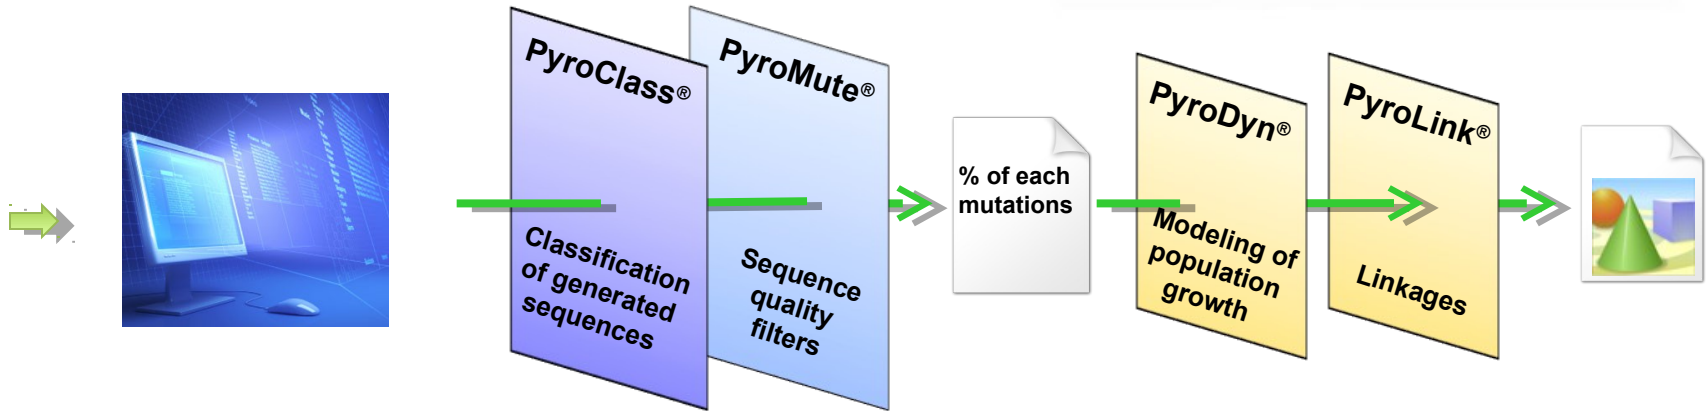 PyroClass®
Classification
of generated
sequences
PyroMute®
Sequence
quality
filters
% of each
mutations
PyroDyn®
Modeling of
population
growth
PyroLink®
Linkages